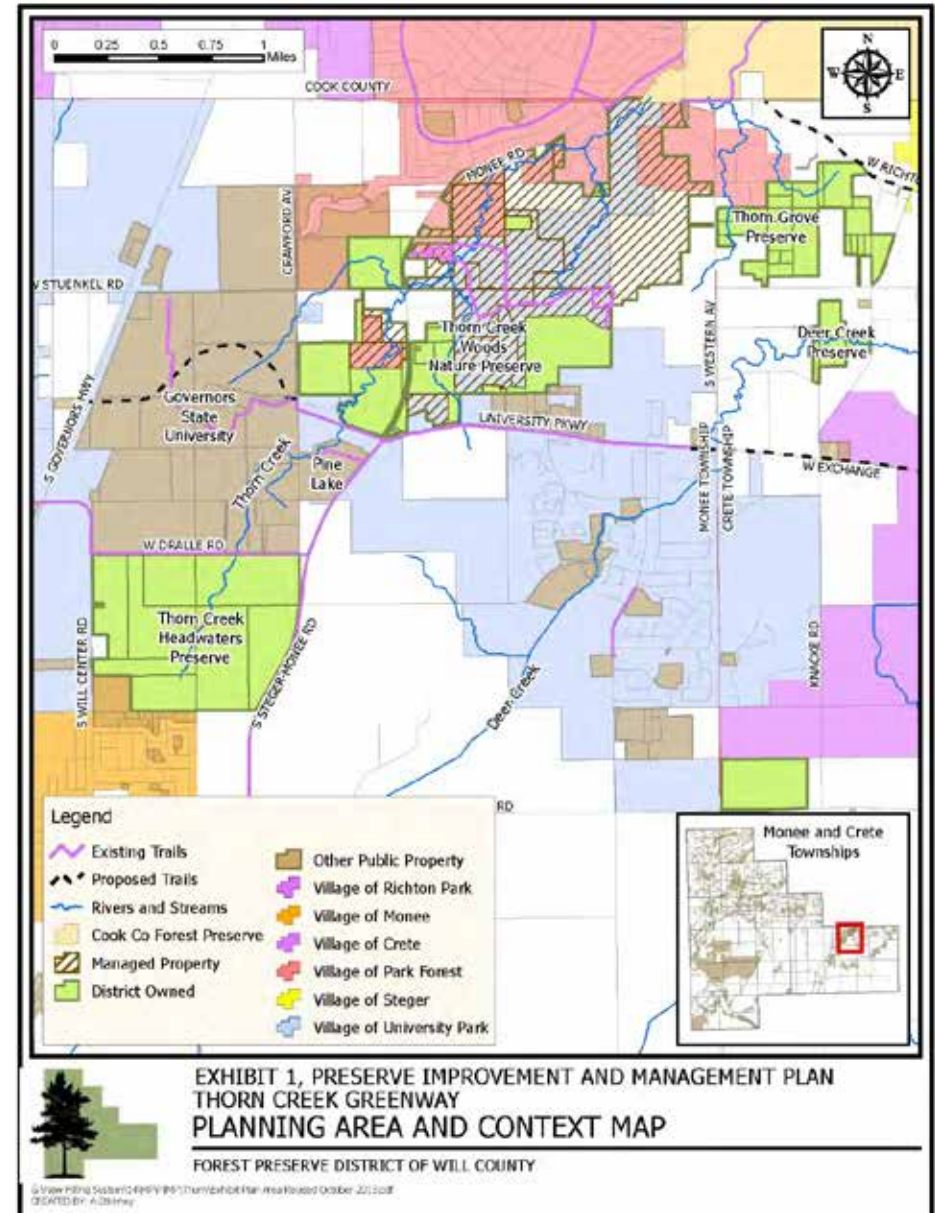 0 0.25 0.5 0.75 1
Miles
N
W E
S
COOK COUNTY
MONEE RD
W RICHT
CRAWFORD AV
Thorn Grove
Preserve
W STUENKEL RD
Thorn Creek
Woods
Nature Preserve
S WESTERN AV
Deer Creek
Preserve
S GOVERNORS HWY
Governors
State
University
UNIVERSITY PKWY
Thorn Creek
Pine
Lake
MONEE TOWNSHIP
CRETE TOWNSHIP
W EXCHANGE
W DRALLE RD
Thorn Creek
Headwaters
Preserve
S WILL CENTER RD
S STEGER-MONEE RD
Deer Creek
KNACKE RD
RD
Legend
Existing Trails
Proposed Trails
Rivers and Streams
Cook Co Forest Preserve
Managed Property
District Owned
Other Public Property
Village of Richton Park
Village of Monee
Village of Crete
Village of Park Forest
Village of Steger
Village of University Park
Monee and Crete
Townships
EXHIBIT 1, PRESERVE IMPROVEMENT AND MANAGEMENT PLAN
THORN CREEK GREENWAY
PLANNING AREA AND CONTEXT MAP
FOREST PRESERVE DISTRICT OF WILL COUNTY
CREATED BY: